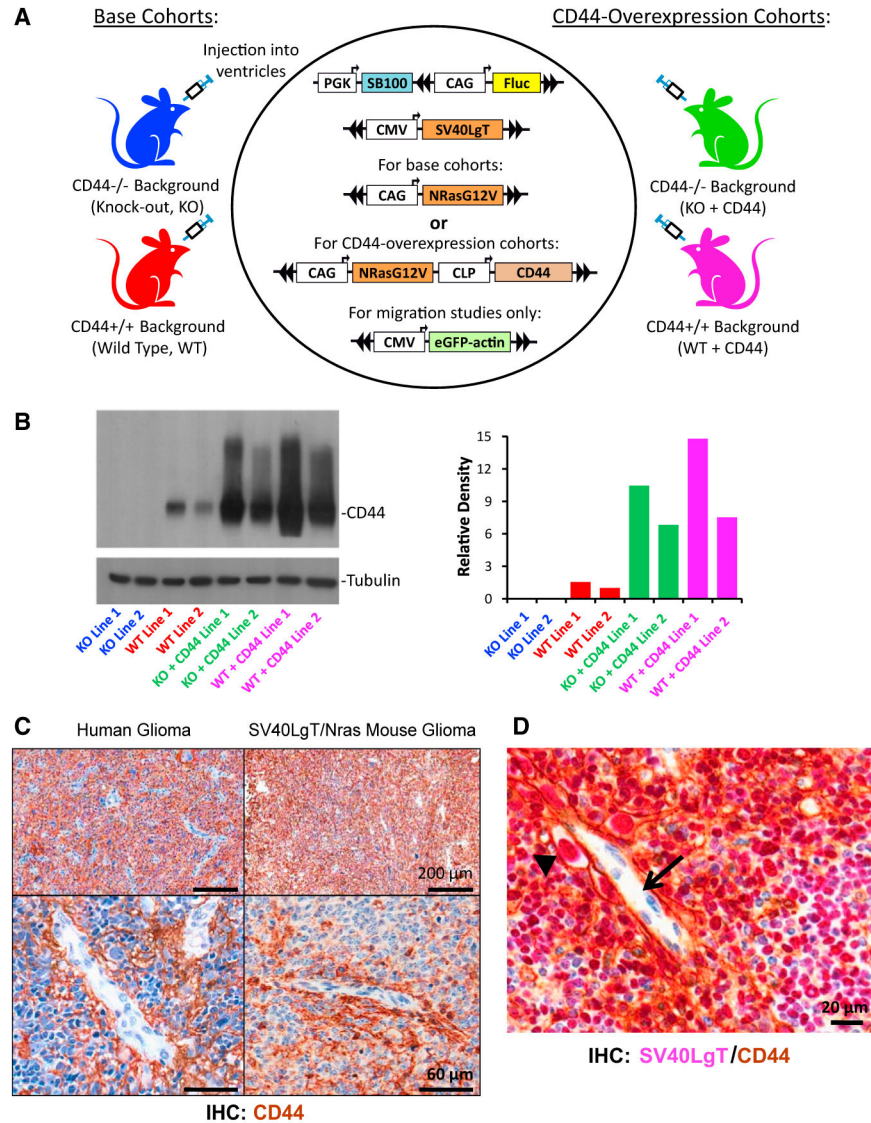 A
Base Cohorts:
CD44-Overexpression Cohorts:
Injection into
ventricles
PGK SB100 CAG Fluc
CMV SV40LgT
For base cohorts:
CAG NRasG12V
or
For CD44-overexpression cohorts:
CAG NRasG12V CLP CD44
For migration studies only:
CMV eGFP-actin
CD44-/- Background
(Knock-out, KO)
CD44+/+ Background
(Wild Type, WT)
CD44-/- Background
(KO + CD44)
CD44+/+ Background
(WT + CD44)
B
-CD44
-Tubulin
KO Line 1
KO Line 2
WT Line 1
WT Line 2
KO + CD44 Line 1
KO + CD44 Line 2
WT + CD44 Line 1
WT + CD44 Line 2
Relative Density
15
12
9
6
3
0
KO Line 1
KO Line 2
WT Line 1
WT Line 2
KO + CD44 Line 1
KO + CD44 Line 2
WT + CD44 Line 1
WT + CD44 Line 2
C
Human Glioma
SV40LgT/Nras Mouse Glioma
200 µm
60 µm
IHC: CD44
D
20 µm
IHC: SV40LgT/CD44